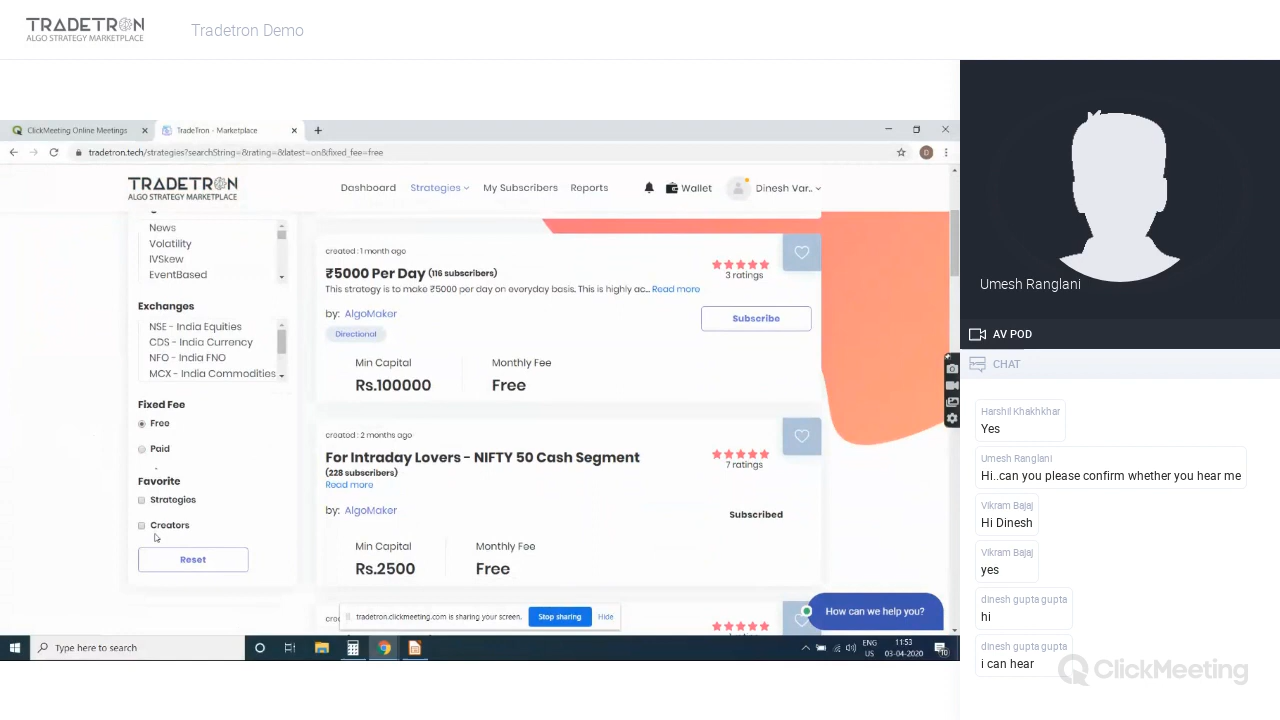 TRADETRON
ALGO STRATEGY MARKETPLACE
Tradetron Demo
ClickMeeting Online Meetings
TradeTron - Marketplace
tradetron.tech/strategies?searchString=&rating=&latest=on&fixed_fee=free
D
TRADETRON
ALGO STRATEGY MARKETPLACE
Dashboard
Strategies
My Subscribers
Reports
Wallet
Dinesh Var..
News
Volatility
IVSkew
EventBased
Exchanges
NSE - India Equities
CDS - India Currency
NFO - India FNO
MCX - India Commodities
Fixed Fee
Free
Paid
Favorite
Strategies
Creators
Reset
created : 1 month ago
₹5000 Per Day (116 subscribers)
3 ratings
This strategy is to make ₹5000 per day on everyday basis. This is highly ac... Read more
by: AlgoMaker
Subscribe
Directional
Min Capital
Monthly Fee
Rs.100000
Free
created : 2 months ago
For Intraday Lovers - NIFTY 50 Cash Segment
(228 subscribers)
7 ratings
Read more
by: AlgoMaker
Subscribed
Min Capital
Monthly Fee
Rs.2500
Free
tradetron.clickmeeting.com is sharing your screen.
Stop sharing
Hide
How can we help you?
Type here to search
ENG
US
11:53
03-04-2020
10
Umesh Ranglani
AV POD
CHAT
Harshil Khakhkhar
Yes
Umesh Ranglani
Hi..can you please confirm whether you hear me
Vikram Bajaj
Hi Dinesh
Vikram Bajaj
yes
dinesh gupta gupta
hi
dinesh gupta gupta
i can hear
ClickMeeting